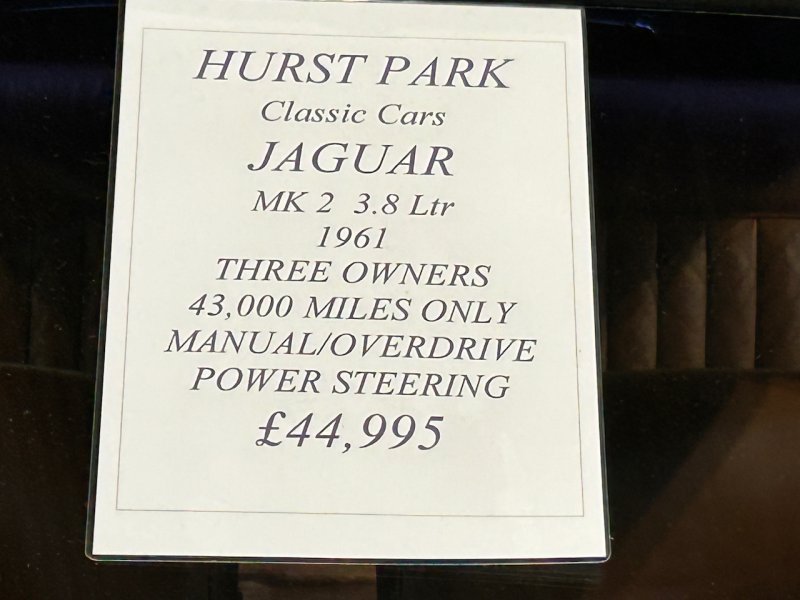 HURST PARK
Classic Cars
JAGUAR
MK 2 3.8 Ltr
1961
THREE OWNERS
43,000 MILES ONLY
MANUAL/OVERDRIVE
POWER STEERING
£44,995